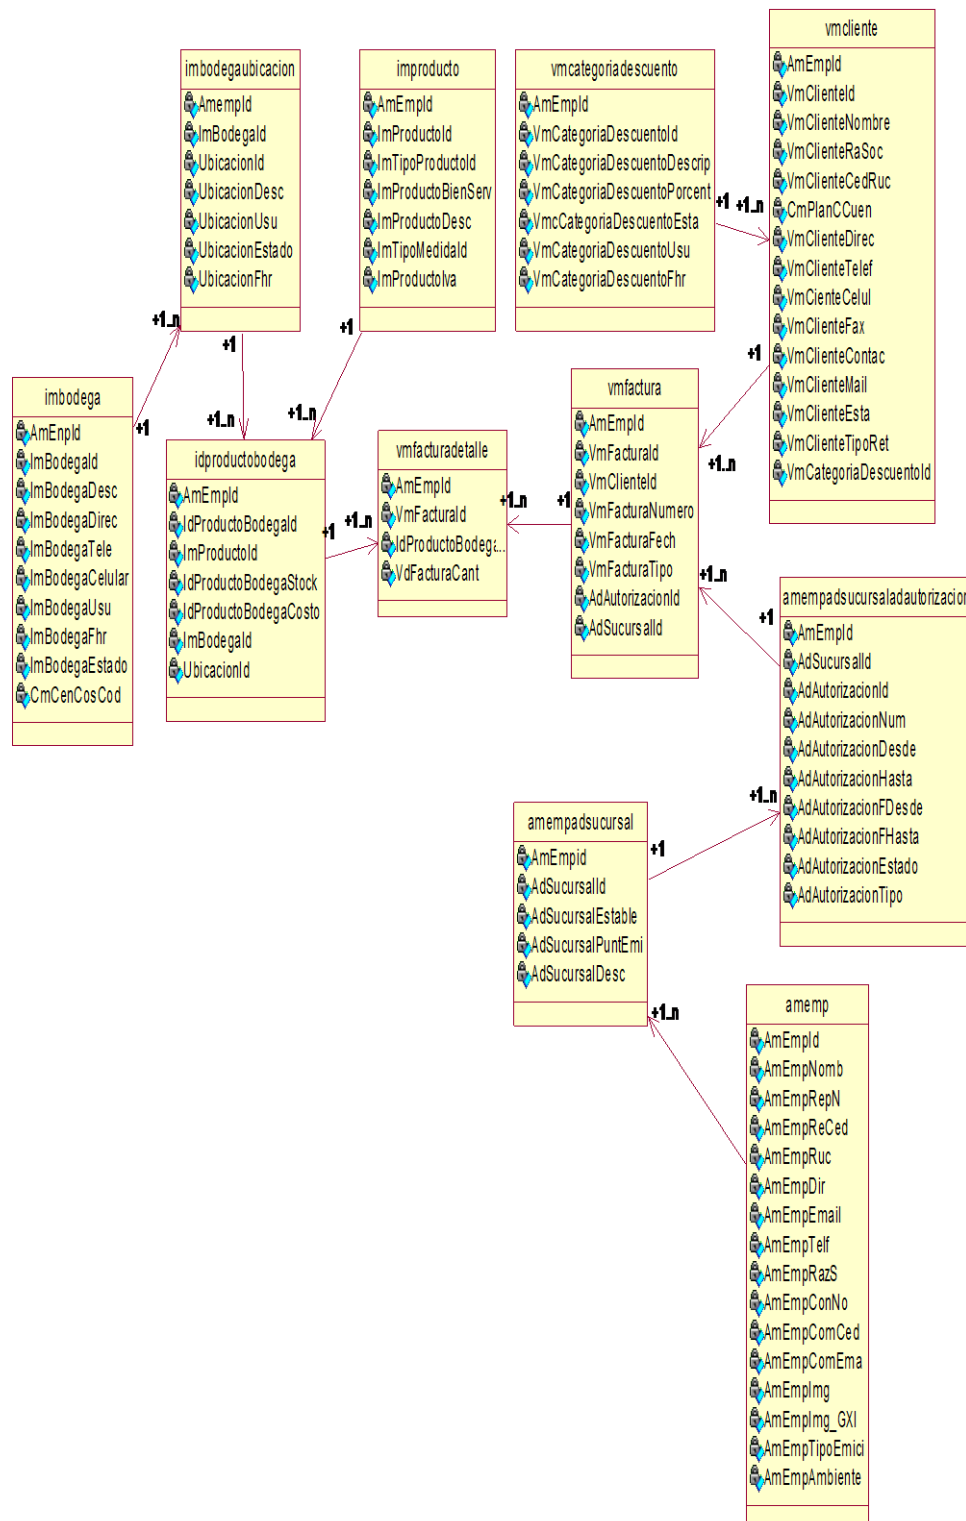 vmcliente
AmEmpId
VmClienteId
VmClienteNombre
VmClienteRaSoc
VmClienteCedRuc
CmPlanCCuen
VmClienteDirec
VmClienteTelef
VmCienteCelul
VmClienteFax
VmClienteContac
VmClienteMail
VmClienteEsta
VmClienteTipoRet
VmCategoriaDescuentoId
imbodegaubicacion
AmempId
ImBodegaId
UbicacionId
UbicacionDesc
UbicacionUsu
UbicacionEstado
UbicacionFhr
improducto
AmEmpId
ImProductoId
ImTipoProductoId
ImProductoBienServ
ImProductoDesc
ImTipoMedidaId
ImProductoIva
vmcategoriadescuento
AmEmpId
VmCategoriaDescuentoId
VmCategoriaDescuentoDescrip
VmCategoriaDescuentoPorcent
VmcCategoriaDescuentoEsta
VmCategoriaDescuentoUsu
VmCategoriaDescuentoFhr
+1
+1..n
+1..n
+1
+1
+1
imbodega
AmEnpId
ImBodegaId
ImBodegaDesc
ImBodegaDirec
ImBodegaTele
ImBodegaCelular
ImBodegaUsu
ImBodegaFhr
ImBodegaEstado
CmCenCosCod
+1
+1..n
+1..n
idproductobodega
AmEmpId
IdProductoBodegaId
ImProductoId
IdProductoBodegaStock
IdProductoBodegaCosto
ImBodegaId
UbicacionId
+1
+1..n
vmfacturadetalle
AmEmpId
VmFacturaId
IdProductoBodega...
VdFacturaCant
+1..n
+1
vmfactura
AmEmpId
VmFacturaId
VmClienteId
VmFacturaNumero
VmFacturaFech
VmFacturaTipo
AdAutorizacionId
AdSucursalId
+1..n
+1..n
+1
amempadsucursaladautorizacion
AmEmpId
AdSucursalId
AdAutorizacionId
AdAutorizacionNum
AdAutorizacionDesde
AdAutorizacionHasta
AdAutorizacionFDesde
AdAutorizacionFHasta
AdAutorizacionEstado
AdAutorizacionTipo
+1..n
+1
amempadsucursal
AmEmpid
AdSucursalId
AdSucursalEstable
AdSucursalPuntEmi
AdSucursalDesc
+1..n
amemp
AmEmpId
AmEmpNomb
AmEmpRepN
AmEmpReCed
AmEmpRuc
AmEmpDir
AmEmpEmail
AmEmpTelf
AmEmpRazS
AmEmpConNo
AmEmpComCed
AmEmpComEma
AmEmpImg
AmEmpImg_GXI
AmEmpTipoEmici
AmEmpAmbiente